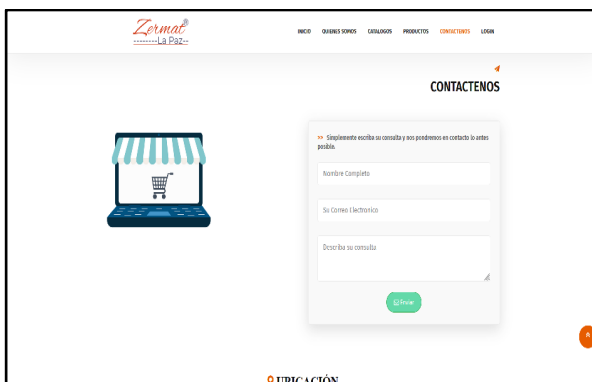 Zermat®
--------La Paz--
INICIO QUIENES SOMOS CATALOGOS PRODUCTOS CONTACTENOS LOGIN
CONTACTENOS
>> Simplemente escriba su consulta y nos pondremos en contacto lo antes
posible.
Nombre Completo
Su Correo Electronico
Describa su consulta
Enviar
UBICACIÓN